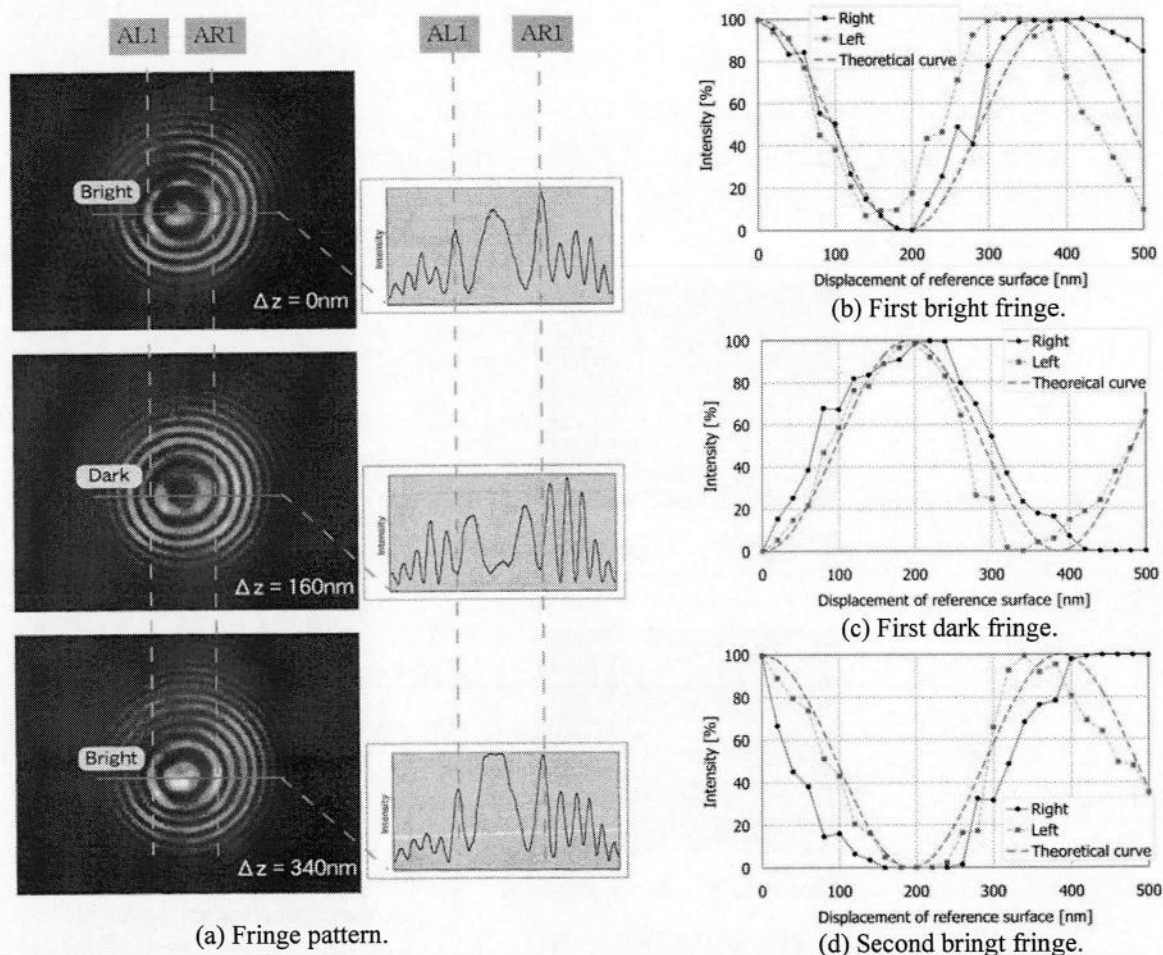 AL1 AR1
Bright
Δz = 0nm
Dark
Δz = 160nm
Bright
Δz = 340nm
AL1 AR1
Intensity
Intensity
Intensity
(a) Fringe pattern.
Right
Left
Theoretical curve
Intensity [%]
100
80
60
40
20
0
0 100 200 300 400 500
Displacement of reference surface [nm]
(b) First bright fringe.
Right
Left
Theoreical curve
Intensity [%]
100
80
60
40
20
0
0 100 200 300 400 500
Displacement of reference surface [nm]
(c) First dark fringe.
Intensity [%]
100
80
60
40
20
0
Right
Left
Theoretical curve
0 100 200 300 400 500
Displacement of reference surface [nm]
(d) Second bringt fringe.